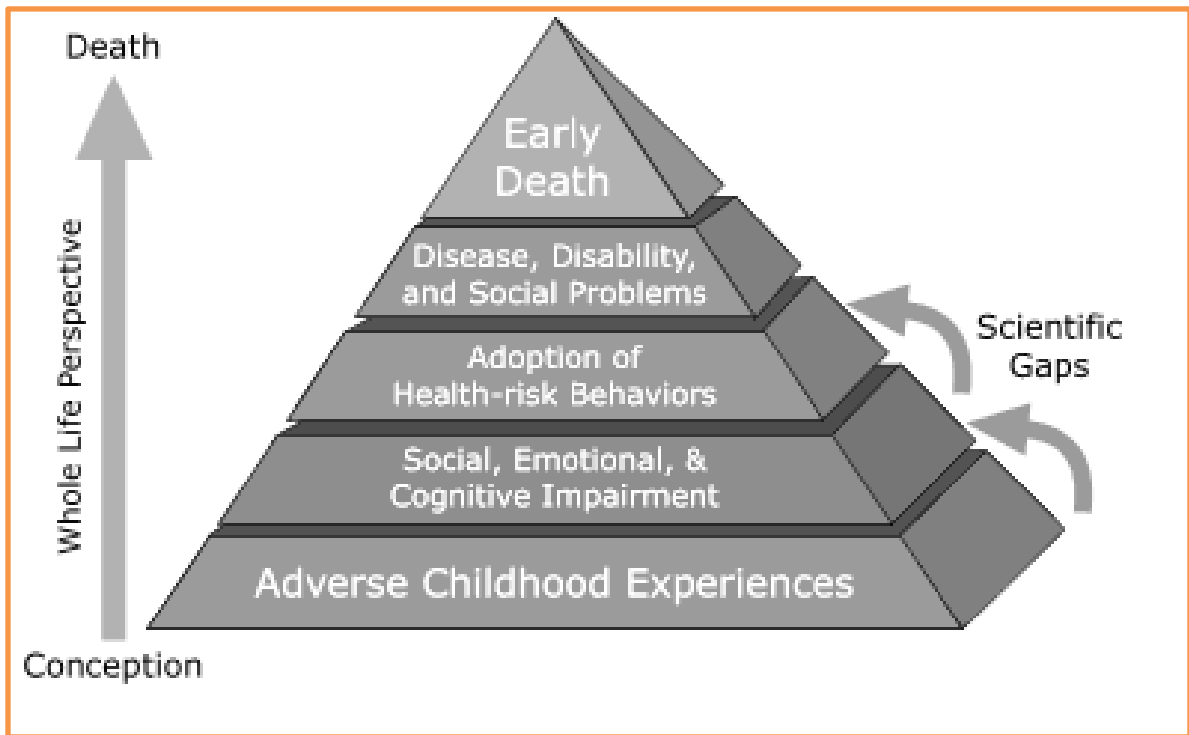 Death
Early
Death
Disease, Disability,
and Social Problems
Adoption of
Health-risk Behaviors
Social, Emotional, &
Cognitive Impairment
Adverse Childhood Experiences
Whole Life Perspective
Conception
Scientific
Gaps